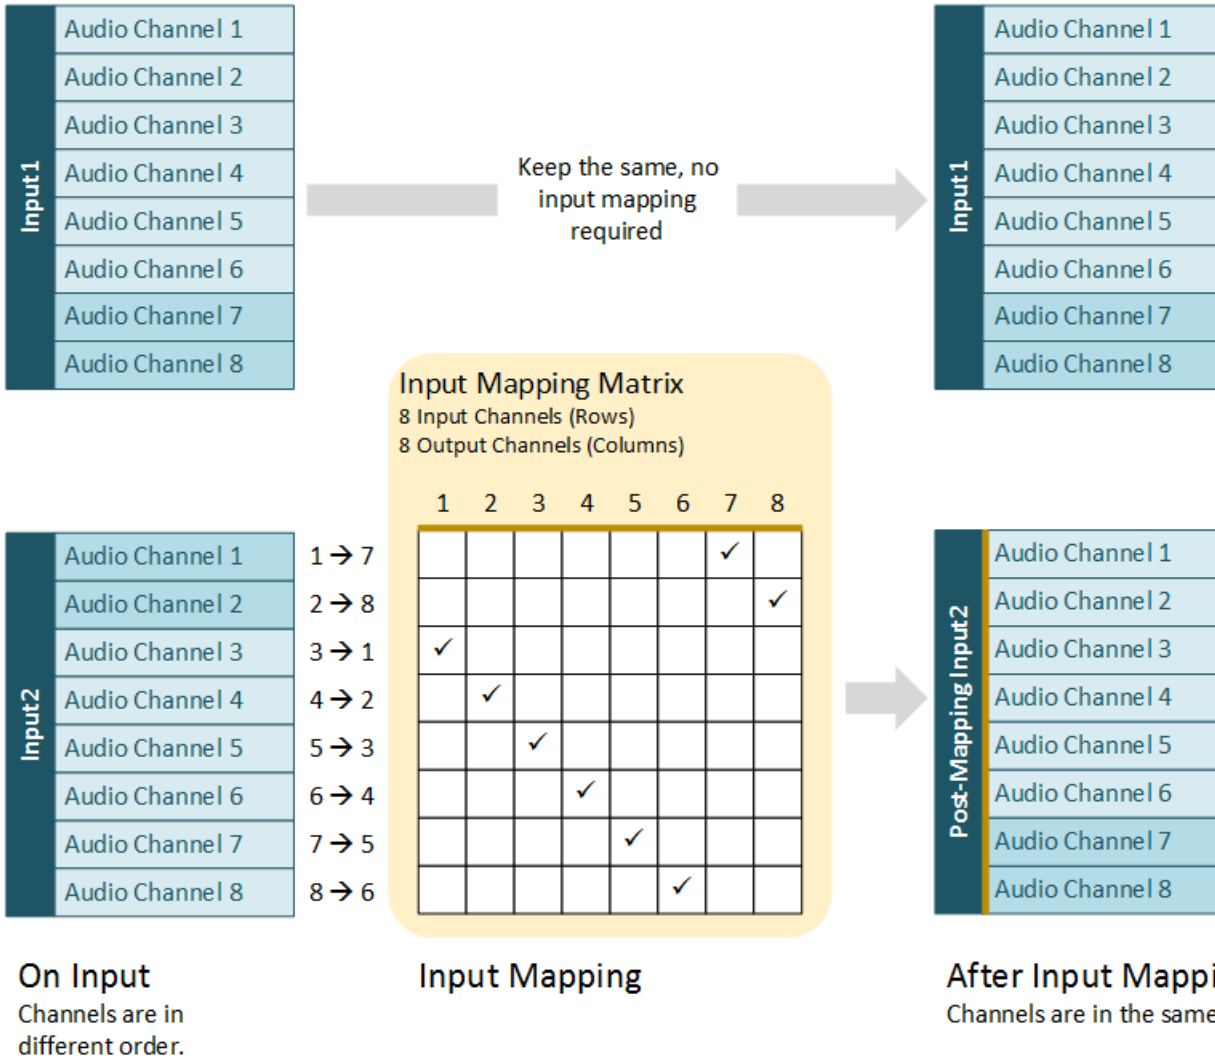 Input1
Audio Channel 1
Audio Channel 2
Audio Channel 3
Audio Channel 4
Audio Channel 5
Audio Channel 6
Audio Channel 7
Audio Channel 8
Keep the same, no
input mapping
required
Input1
Audio Channel 1
Audio Channel 2
Audio Channel 3
Audio Channel 4
Audio Channel 5
Audio Channel 6
Audio Channel 7
Audio Channel 8
Input2
Audio Channel 1
Audio Channel 2
Audio Channel 3
Audio Channel 4
Audio Channel 5
Audio Channel 6
Audio Channel 7
Audio Channel 8
1 → 7
2 → 8
3 → 1
4 → 2
5 → 3
6 → 4
7 → 5
8 → 6
Input Mapping Matrix
8 Input Channels (Rows)
8 Output Channels (Columns)
1 2 3 4 5 6 7 8
✓
✓
✓
✓
✓
✓
✓
✓
Post-Mapping Input2
Audio Channel 1
Audio Channel 2
Audio Channel 3
Audio Channel 4
Audio Channel 5
Audio Channel 6
Audio Channel 7
Audio Channel 8
On Input
Channels are in
different order.
Input Mapping
After Input Mappi
Channels are in the same